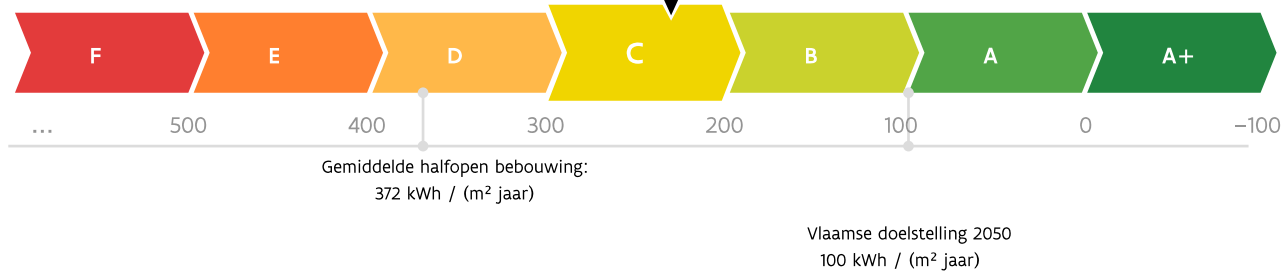 F E D C B A A+
... 500 400 300 200 100 0 –100
Gemiddelde halfopen bebouwing:
372 kWh / (m² jaar)
Vlaamse doelstelling 2050
100 kWh / (m² jaar)